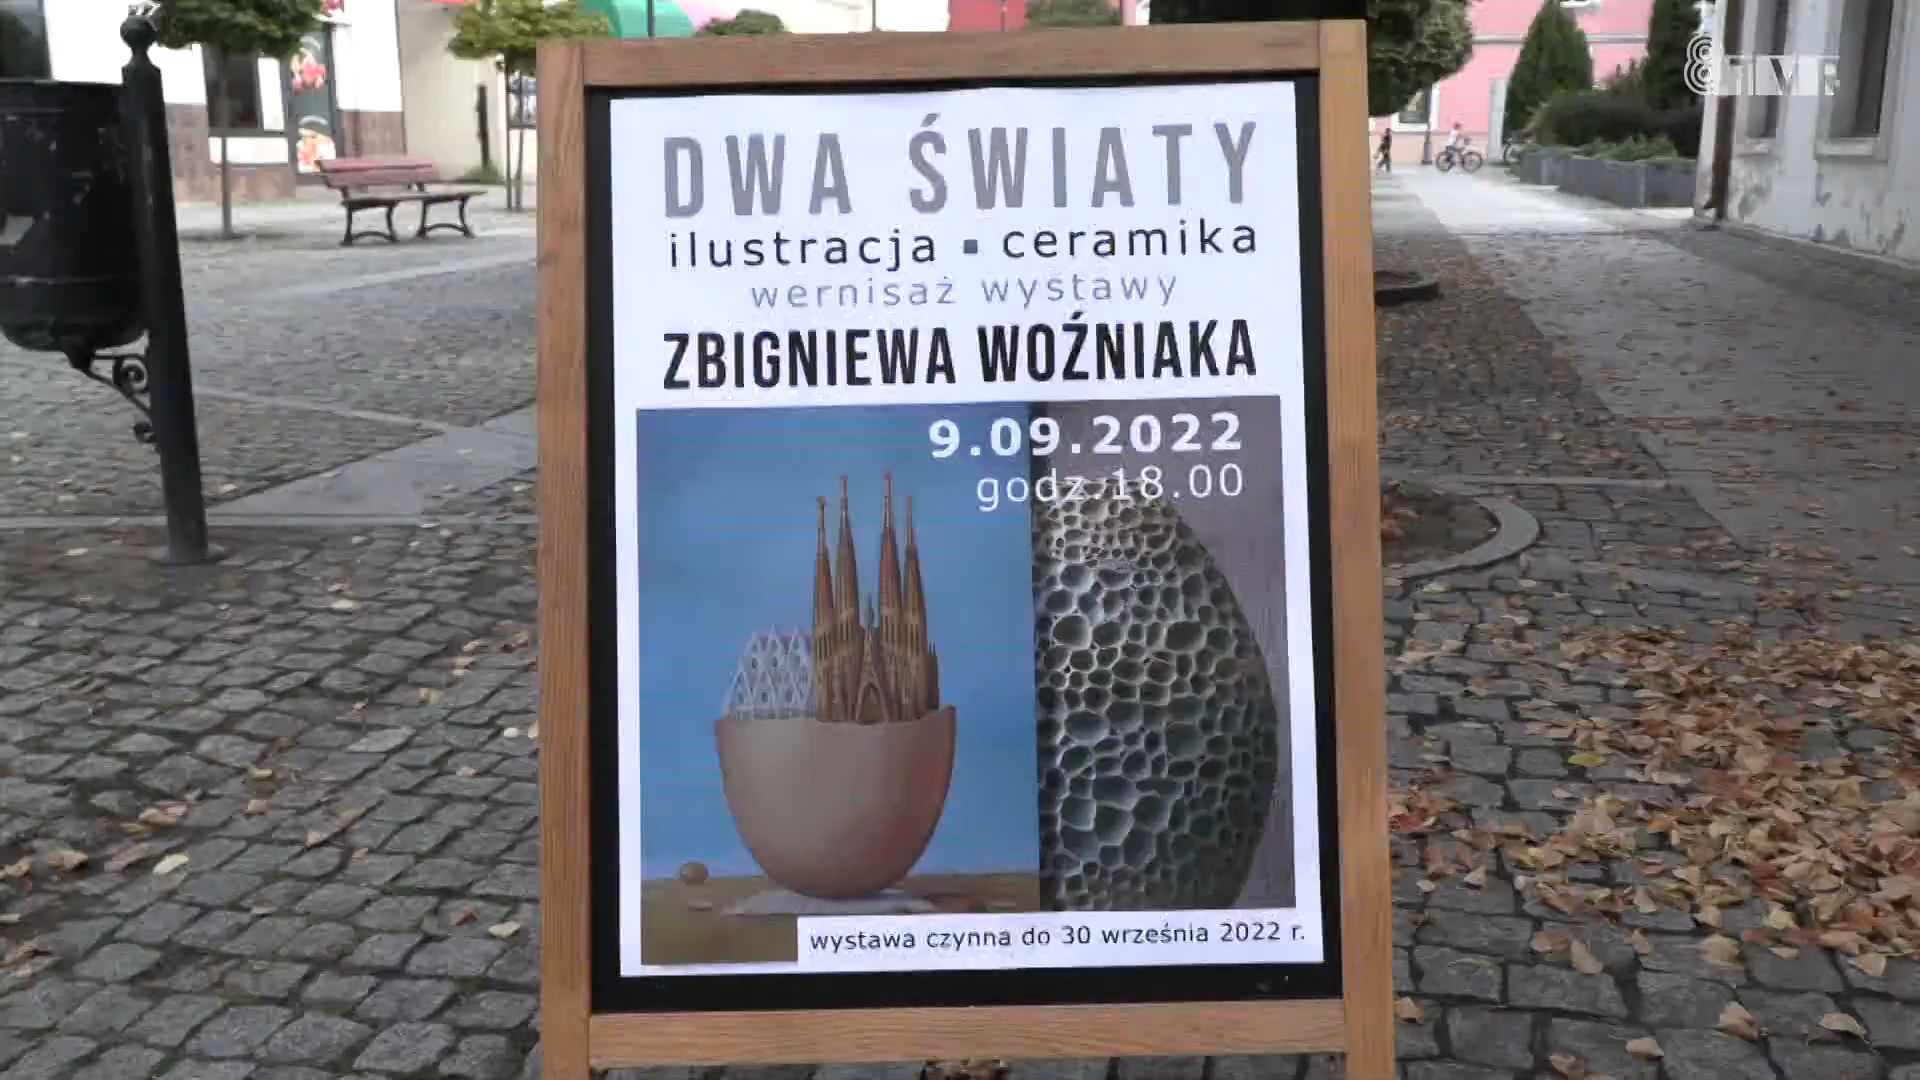 DWA ŚWIATY
ilustracja ▪ ceramika
wernisaż wystawy
ZBIGNIEWA WOŹNIAKA
9.09.2022
godz.18.00
wystawa czynna do 30 września 2022 r.